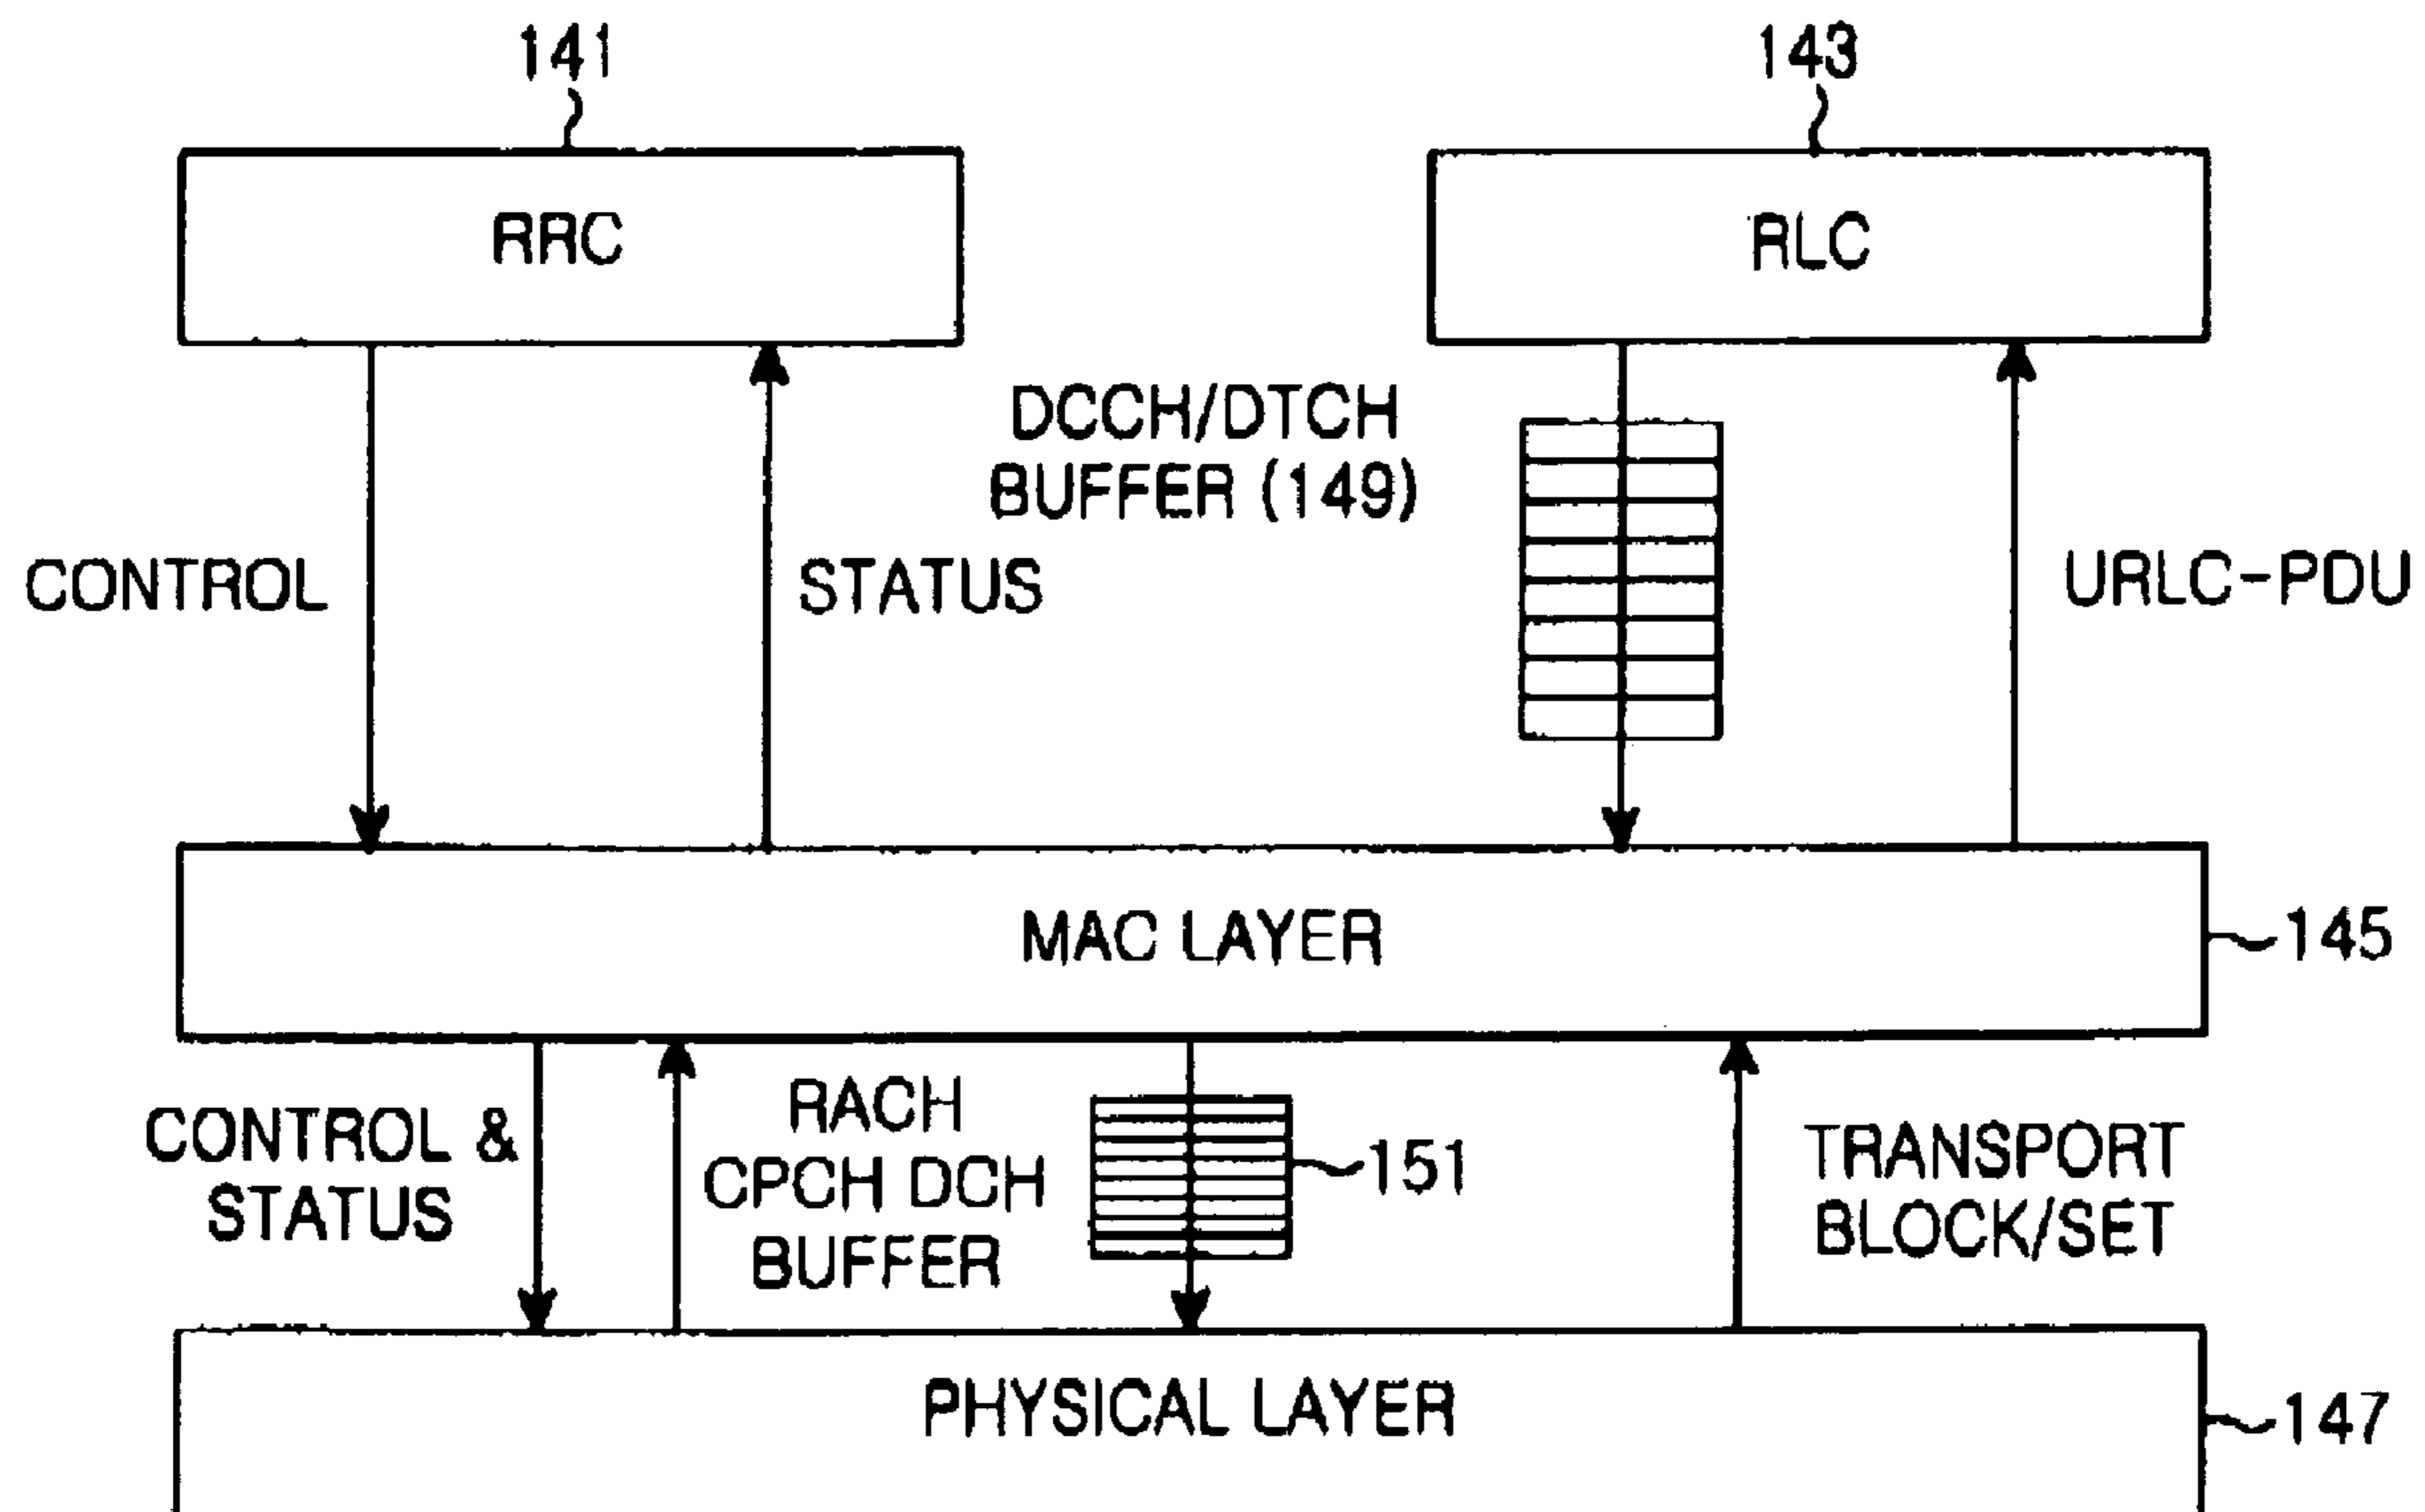 141
143
RRC
RLC
DCCH/DTCH
BUFFER (149)
CONTROL
STATUS
URLC-PDU
MAC LAYER
145
CONTROL &
STATUS
RACH
CPCH DCH
BUFFER
151
TRANSPORT
BLOCK/SET
PHYSICAL LAYER
147